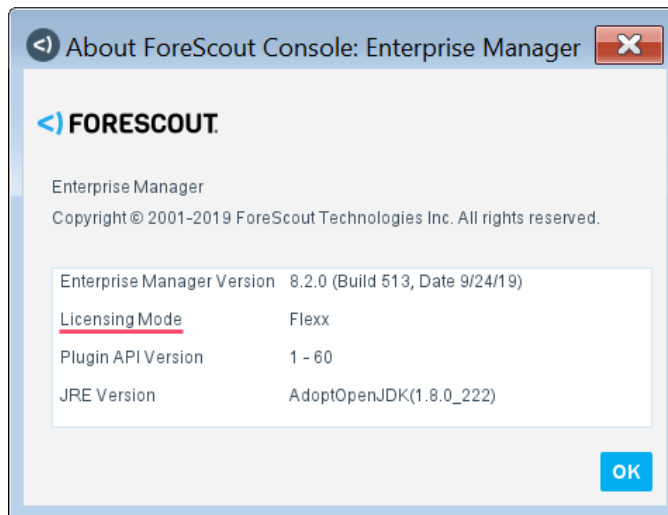 About ForeScout Console: Enterprise Manager
<) FORESCOUT.
Enterprise Manager
Copyright © 2001-2019 ForeScout Technologies Inc. All rights reserved.
Enterprise Manager Version 8.2.0 (Build 513, Date 9/24/19)
Licensing Mode Flexx
Plugin API Version 1 - 60
JRE Version AdoptOpenJDK(1.8.0_222)
OK